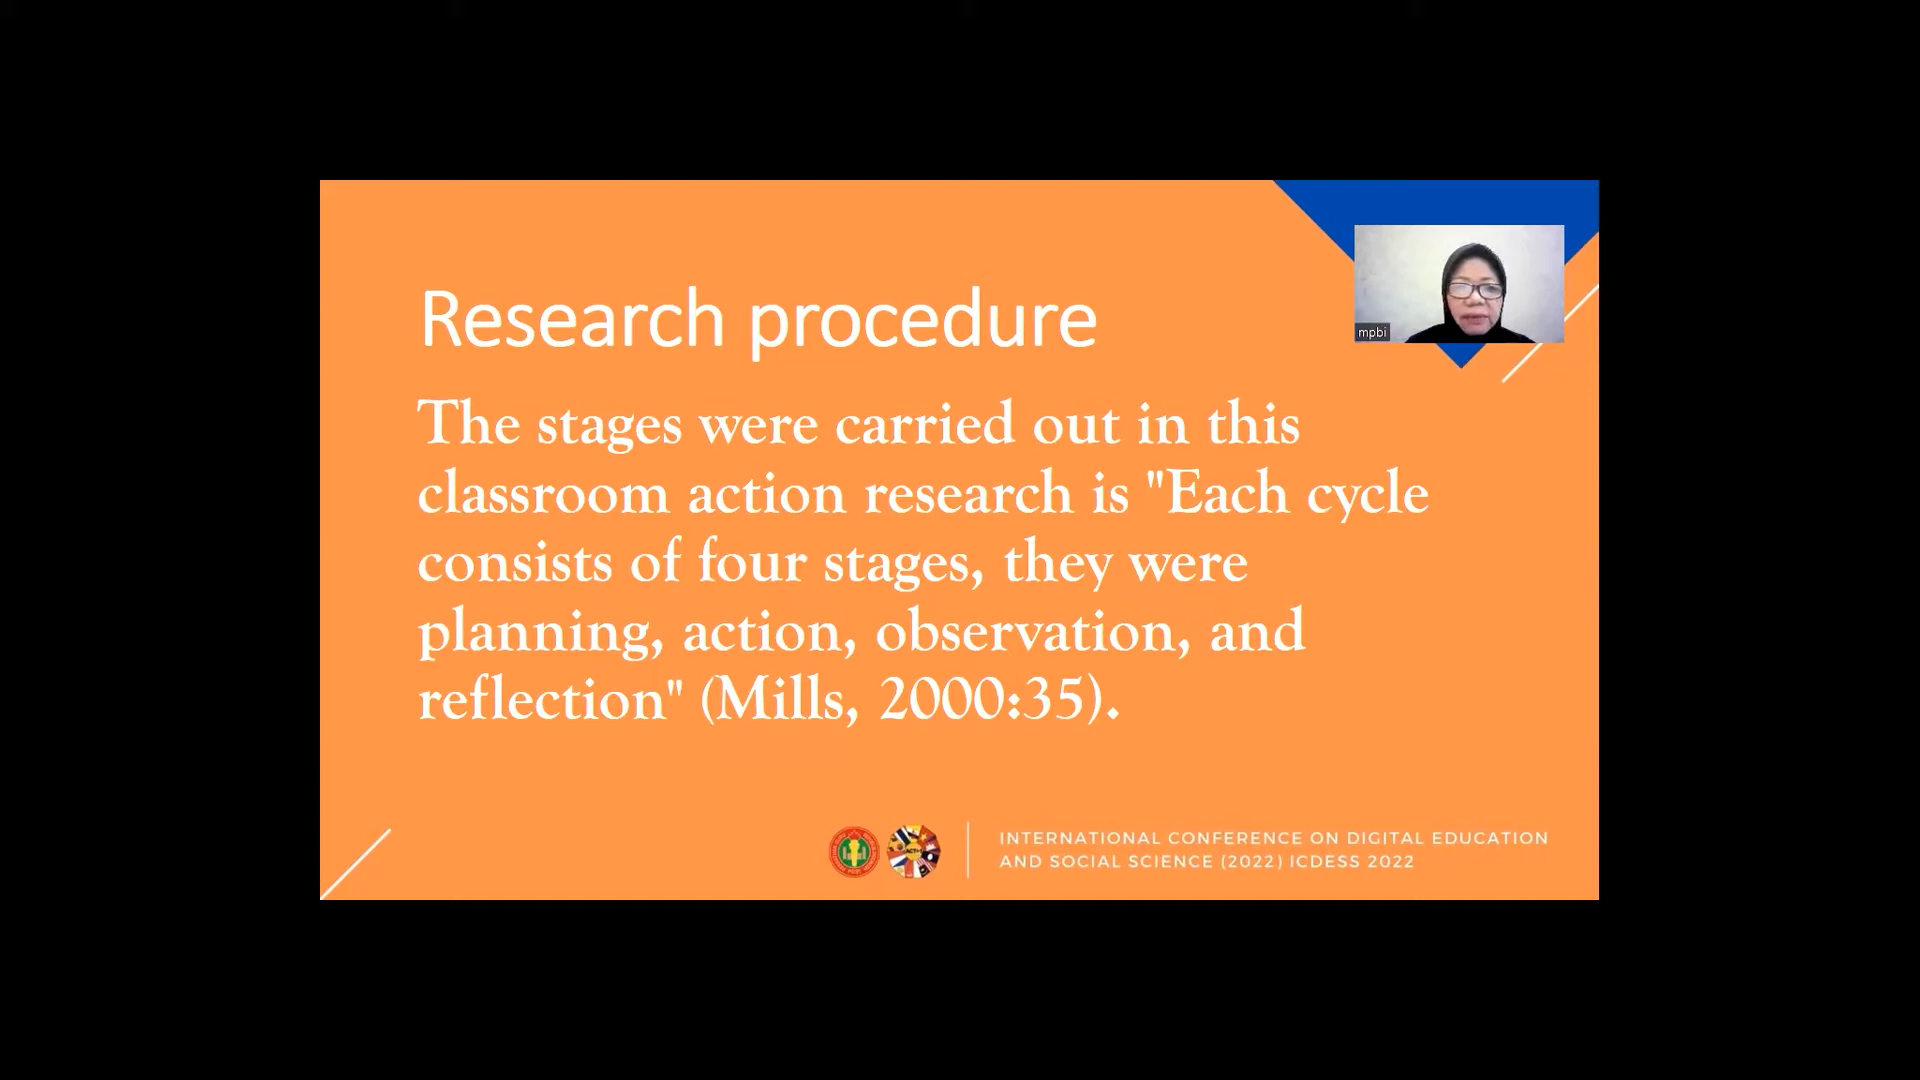 Research procedure
mpbi
The stages were carried out in this
classroom action research is "Each cycle
consists of four stages, they were
planning, action, observation, and
reflection" (Mills, 2000:35).
INTERNATIONAL CONFERENCE ON DIGITAL EDUCATION
AND SOCIAL SCIENCE (2022) ICDESS 2022